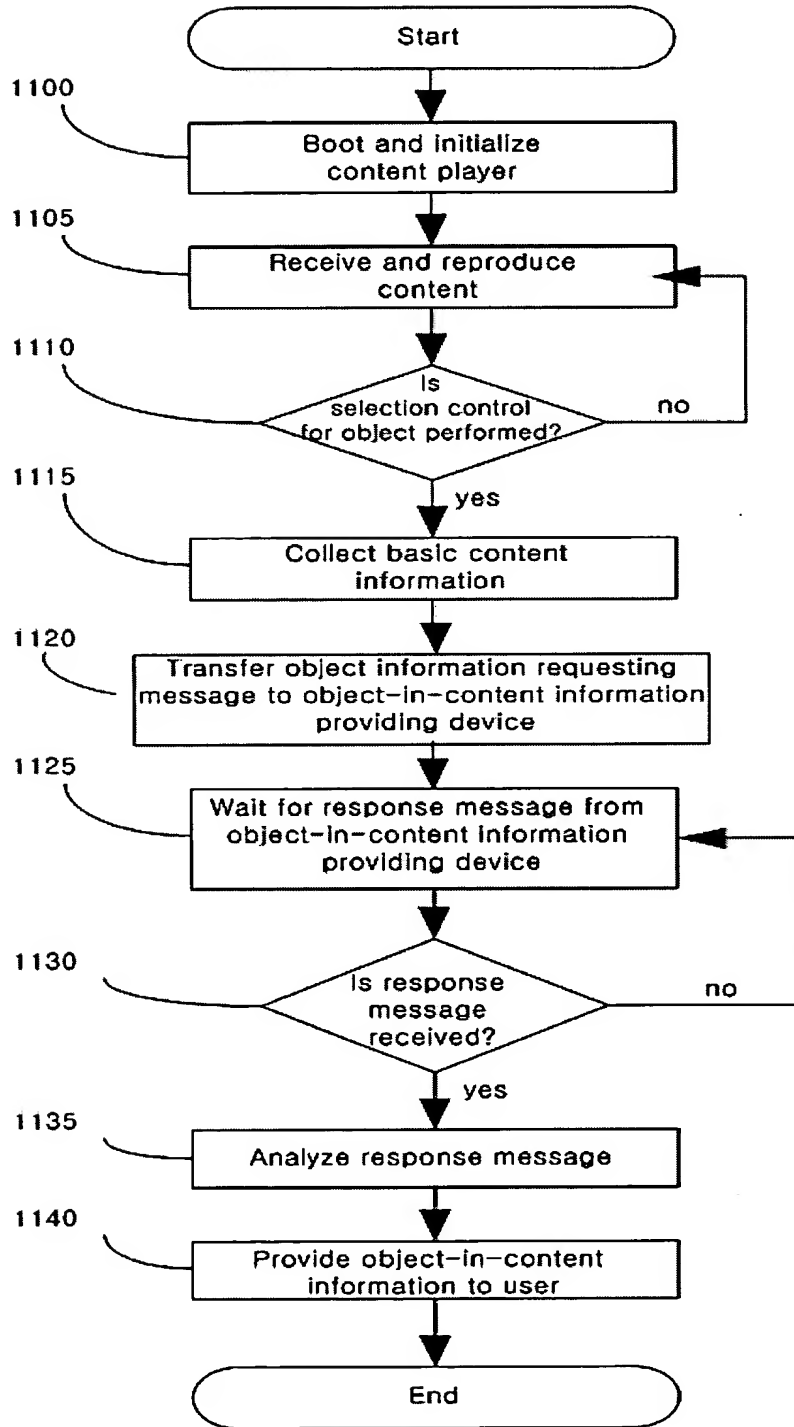 Start
1100
Boot and initialize
content player
1105
Receive and reproduce
content
1110
Is
selection control
for object performed?
no
yes
1115
Collect basic content
information
1120
Transfer object information requesting
message to object-in-content information
providing device
1125
Wait for response message from
object-in-content information
providing device
1130
Is response
message
received?
no
yes
1135
Analyze response message
1140
Provide object-in-content
information to user
End